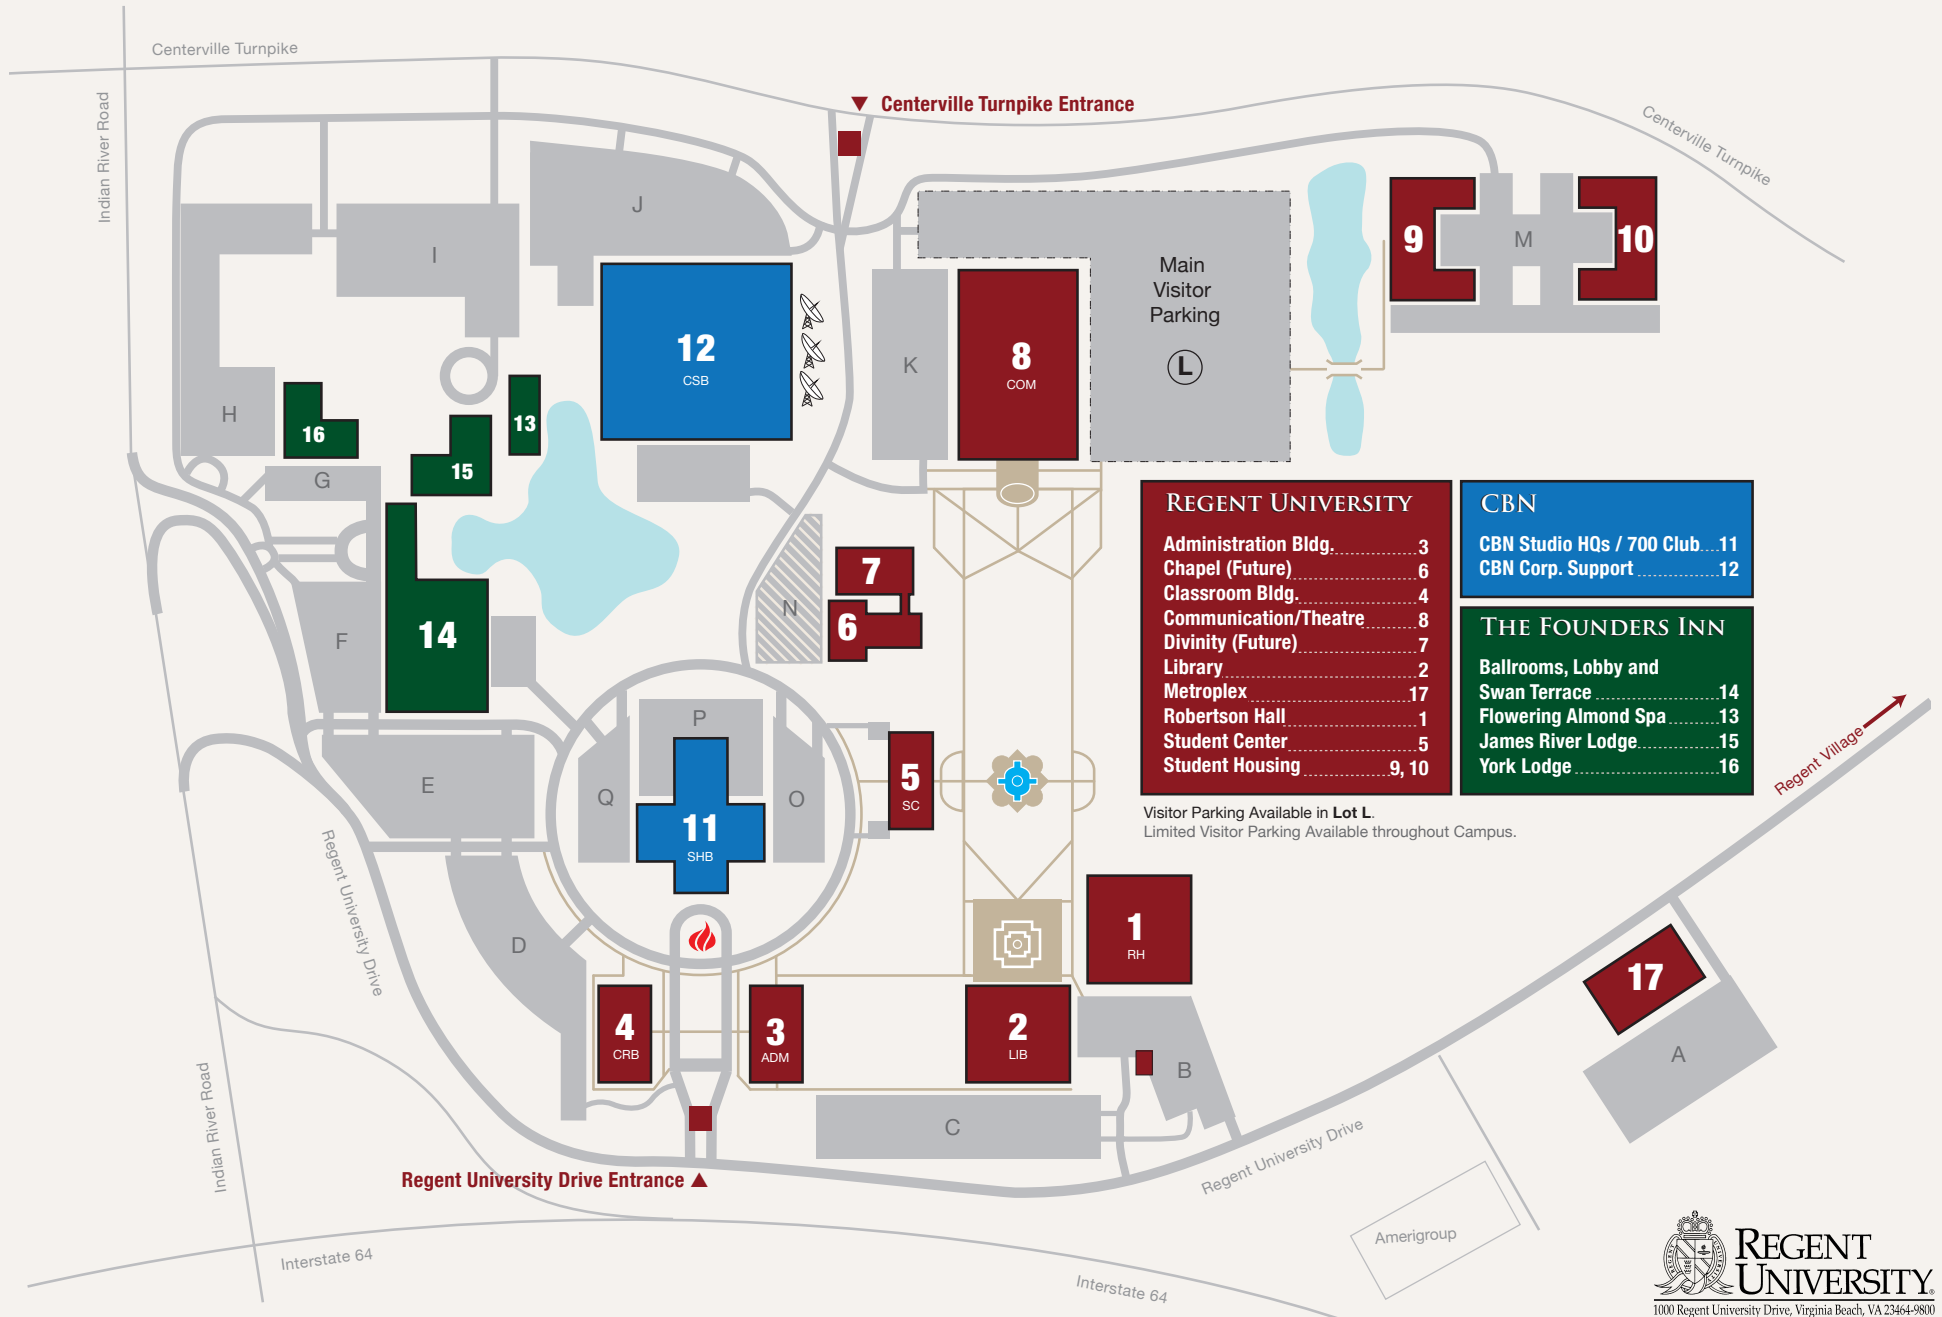 Centerville Turnpike
Indian River Road
Centerville Turnpike Entrance
Centerville Turnpike
J
I
H
G
F
E
D
K
N
P
Q
O
M
9
10
12
CSB
8
COM
Main
Visitor
Parking
L
16
15
13
14
7
6
5
SC
11
SHB
1
RH
4
CRB
3
ADM
2
LIB
17
A
B
C
REGENT UNIVERSITY
Administration Bldg. 3
Chapel (Future) 6
Classroom Bldg. 4
Communication/Theatre 8
Divinity (Future) 7
Library 2
Metroplex 17
Robertson Hall 1
Student Center 5
Student Housing 9, 10
CBN
CBN Studio HQs / 700 Club 11
CBN Corp. Support 12
THE FOUNDERS INN
Ballrooms, Lobby and
Swan Terrace 14
Flowering Almond Spa 13
James River Lodge 15
York Lodge 16
Visitor Parking Available in Lot L.
Limited Visitor Parking Available throughout Campus.
Regent Village
Regent University Drive
Indian River Road
Regent University Drive Entrance
Regent University Drive
Interstate 64
Interstate 64
Amerigroup
REGENT
UNIVERSITY®
1000 Regent University Drive, Virginia Beach, VA 23464-9800